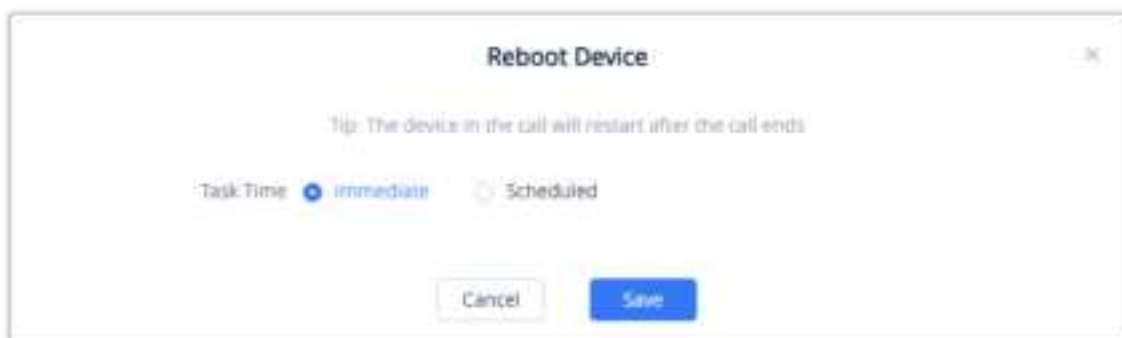 Reboot Device
Tip: The device in the call will restart after the call ends
Task Time Immediate Scheduled
Cancel Save